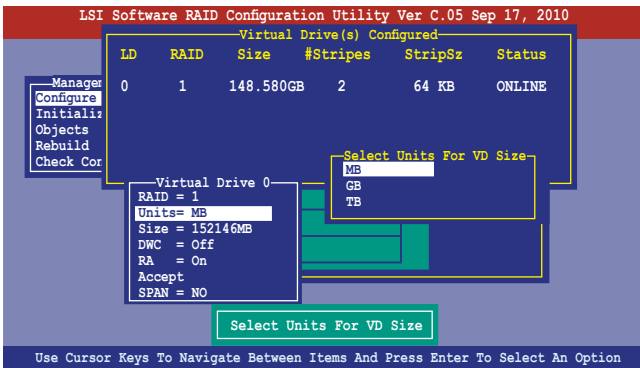 LSI Software RAID Configuration Utility Ver C.05 Sep 17, 2010
Virtual Drive(s) Configured
LD RAID Size #Stripes StripSz Status
0 1 148.580GB 2 64 KB ONLINE
Managem
Configure
Initializ
Objects
Rebuild
Check Con
Select Units For VD Size
MB
GB
TB
Virtual Drive 0
RAID = 1
Units= MB
Size = 152146MB
DWC = Off
RA = On
Accept
SPAN = NO
Select Units For VD Size
Use Cursor Keys To Navigate Between Items And Press Enter To Select An Option